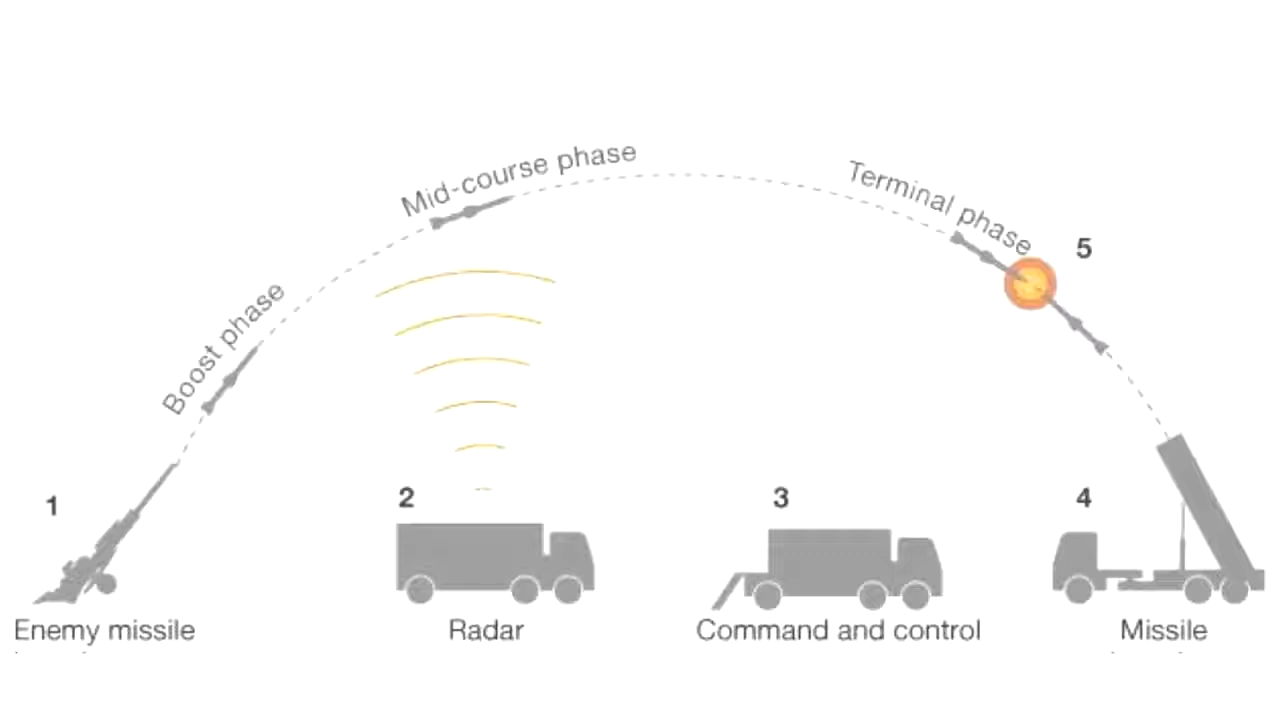 Mid-course phase
Terminal phase
5
Boost phase
1
2
3
4
Enemy missile
Radar
Command and control
Missile